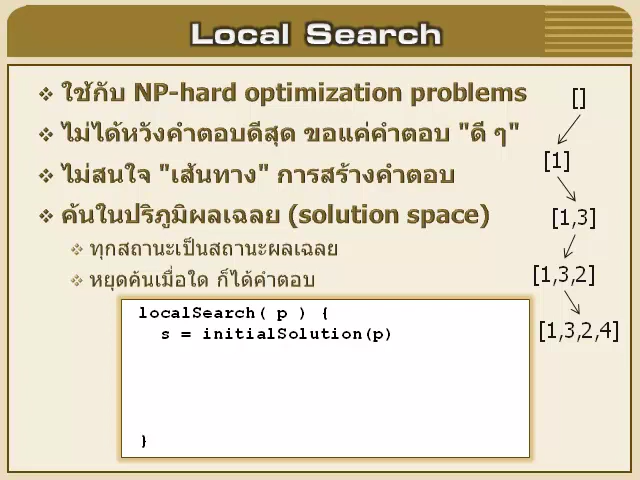 Local Search
ใช้กับ NP-hard optimization problems
ไม่ได้หวังคำตอบดีสุด ขอแค่คำตอบ "ดี ๆ"
ไม่สนใจ "เส้นทาง" การสร้างคำตอบ
ค้นในปริภูมิผลเฉลย (solution space)
ทุกสถานะเป็นสถานะผลเฉลย
หยุดค้นเมื่อใด ก็ได้คำตอบ
localSearch( p ) {
s = initialSolution(p)
}
[]
[1]
[1,3]
[1,3,2]
[1,3,2,4]